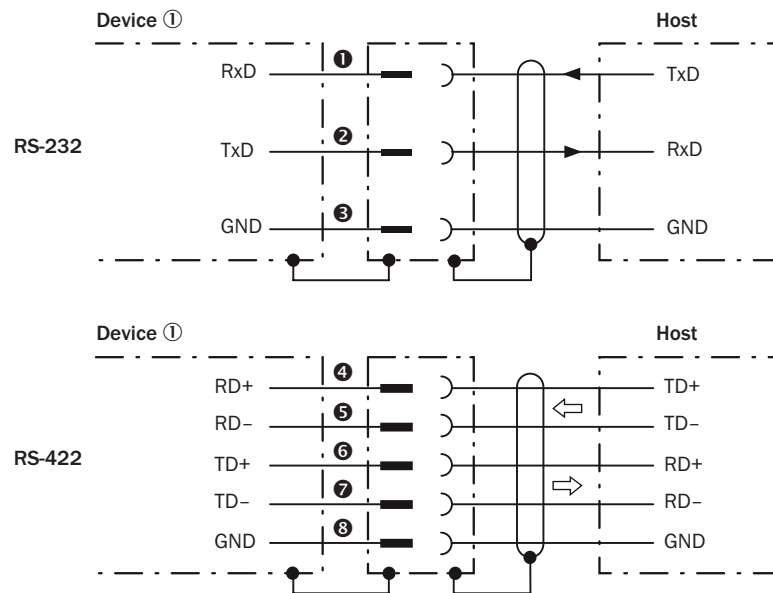 Device ① Host
RxD ❶ TxD
RS-232
TxD ❷ RxD
GND ❸ GND
Device ① Host
RD+ ❹ TD+
RD– ❺ TD–
RS-422
TD+ ❻ RD+
TD– ❼ RD–
GND ❽ GND